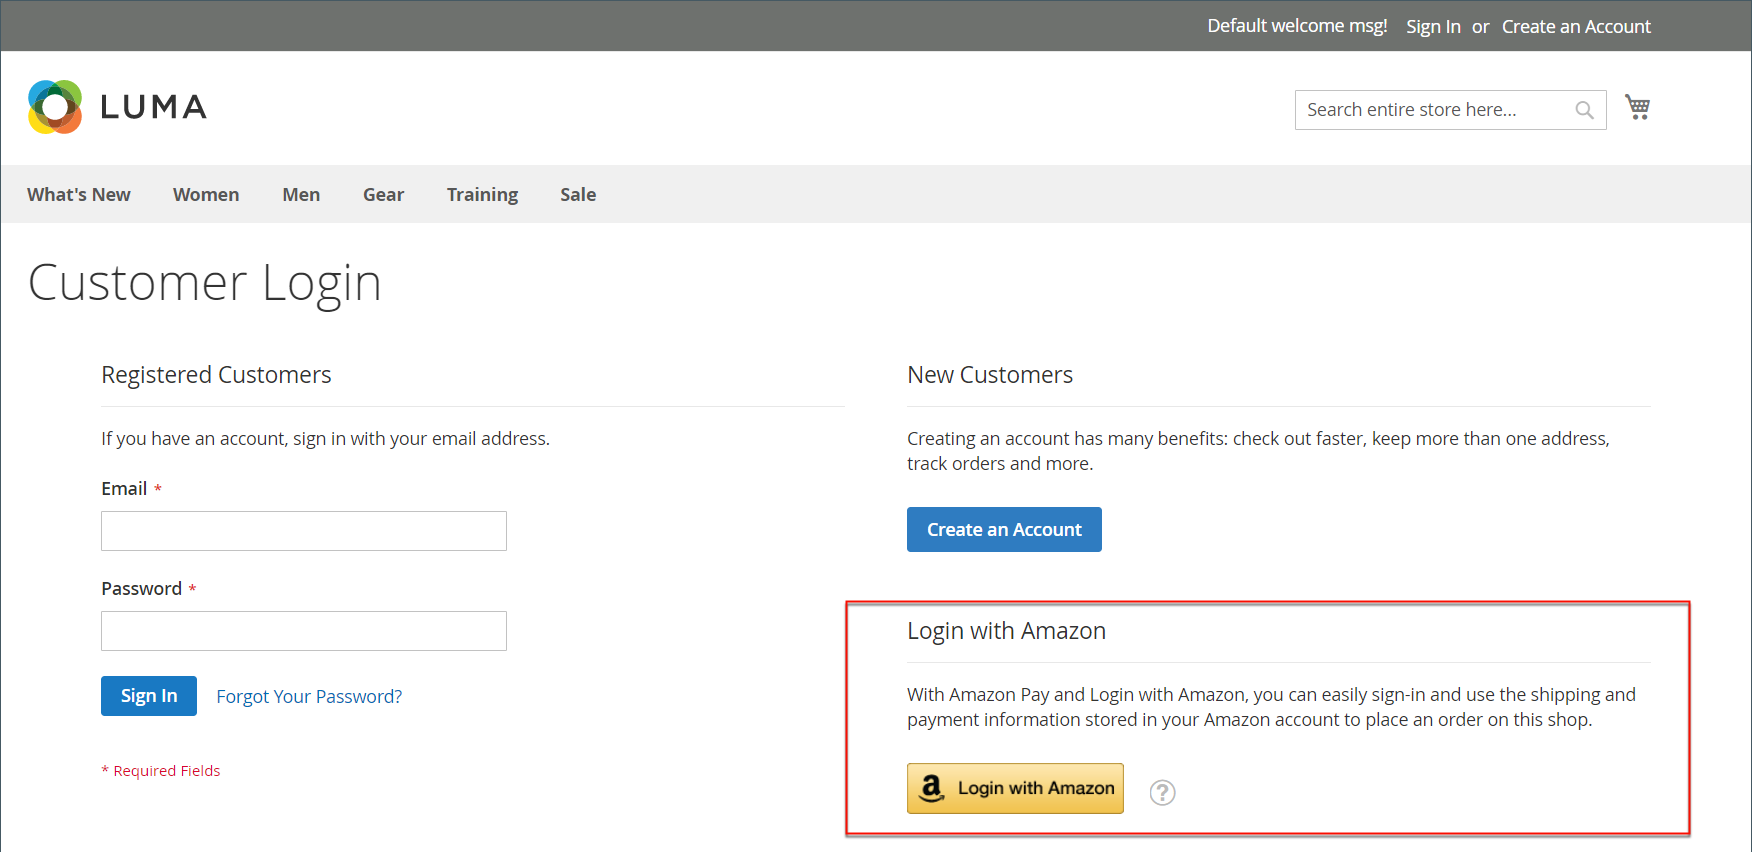 Default welcome msg! Sign In or Create an Account
LUMA
Search entire store here...
What's New Women Men Gear Training Sale
Customer Login
Registered Customers
If you have an account, sign in with your email address.
Email *
Password *
Sign In Forgot Your Password?
* Required Fields
New Customers
Creating an account has many benefits: check out faster, keep more than one address,
track orders and more.
Create an Account
Login with Amazon
With Amazon Pay and Login with Amazon, you can easily sign-in and use the shipping and
payment information stored in your Amazon account to place an order on this shop.
a Login with Amazon ?